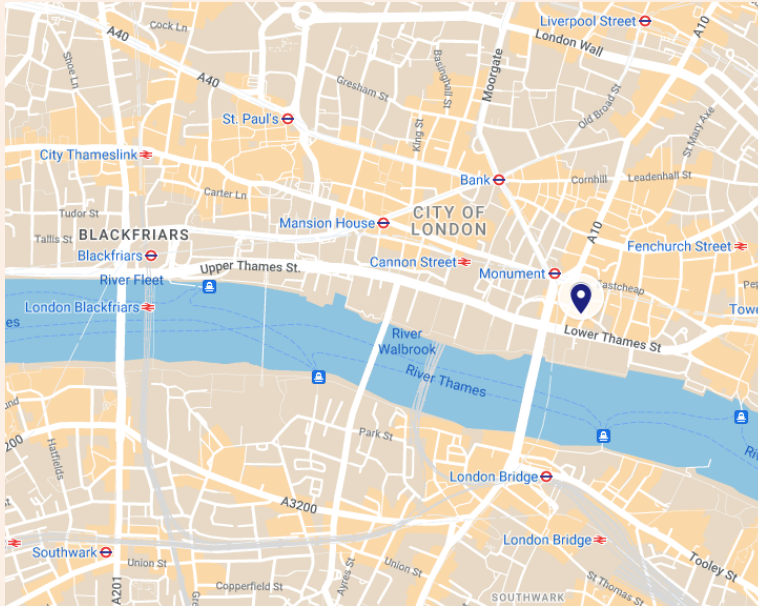 Liverpool Street
A10
Cock Ln
A40
London Wall
Shoe Ln
Moorgate
Basinghall St
A40
Gresham St
Old Broad St
St. Paul's
King St
St Mary Axe
City Thameslink
Bank
Cornhill
Leadenhall St
Carter Ln
Tudor St
Mansion House
CITY OF
LONDON
A10
Tallis St
BLACKFRIARS
Fenchurch Street
Blackfriars
Upper Thames St.
Cannon Street
Monument
River Fleet
astcheap
London Blackfriars
Lower Thames St
River
Walbrook
River Thames
Park St
200
Hatfields
London Bridge
A3200
London Bridge
Southwark
Union St
Union St
Tooley St
A201
Copperfield St
Ayres St
St Thomas St
SOUTHWARK